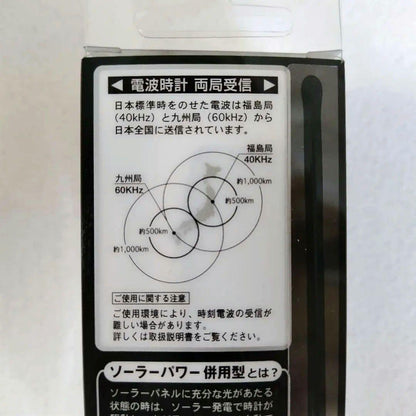 ◀ 電波時計 両局受信 ▶
日本標準時をのせた電波は福島局
(40kHz) と九州局 (60kHz) から
日本全国に送信されています。
福島局
40KHz
九州局
60KHz
約1,000km
約500km
約500km
約1,000km
ご使用に関する注意
ご使用環境により、時刻電波の受信が
難しい場合があります。
詳しくは取扱説明書をご覧ください。
ソーラーパワー併用型とは?
ソーラーパネルに充分な光があたる
状態の時は、ソーラー発電で時計が